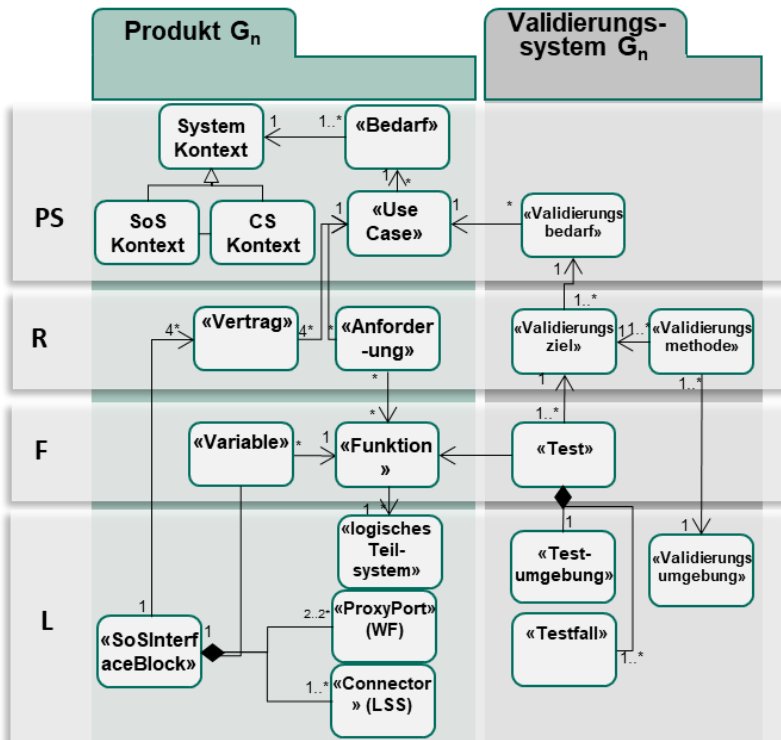 Produkt Gn
Validierungs-
system Gn
PS
System
Kontext
1
1..*
«Bedarf»
1
*
SoS
Kontext
CS
Kontext
1
«Use
Case»
1
*
«Validierungs
bedarf»
1
1..*
R
4*
«Vertrag»
4*
*
«Anforder
-ung»
*
«Validierungs
ziel»
1
1..*
«Validierungs
methode»
1
1..*
1..*
*
F
«Variable»
*
1
«Funktion
»
«Test»
1
*
1
L
«logisches
Teil-
system»
«Test-
umgebung»
1
«Validierungs
umgebung»
1
«SoSInterf
aceBlock»
1
2..2*
«ProxyPort»
(WF)
«Testfall»
1..*
1..*
«Connector
» (LSS)